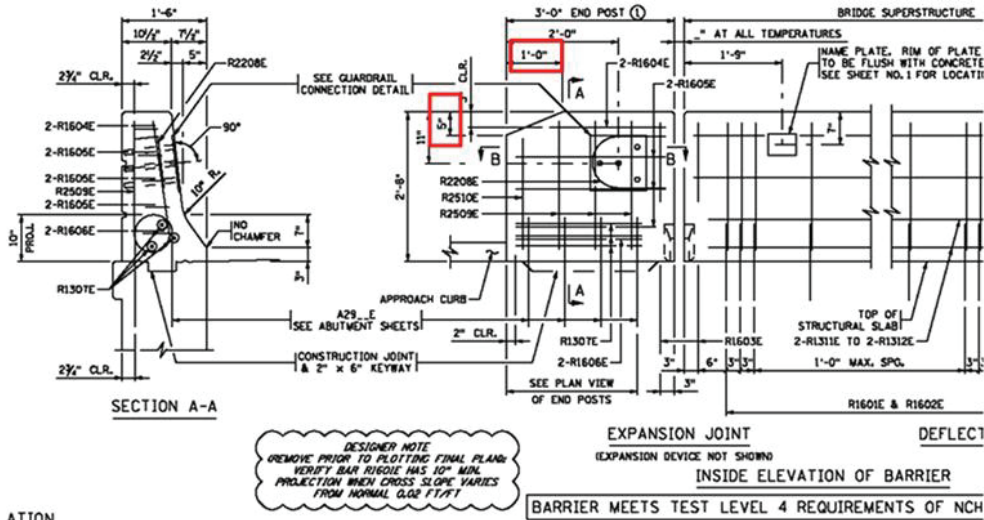 1'-6"
10½" 7½"
2½" 5"
2¾" CLR.
R2208E
SEE GUARDRAIL
CONNECTION DETAIL
2-R1604E
90°
2-R1605E
2-R1605E
R2509E
2-R1605E
2-R1606E
10" R.
10"
PROJ.
NO
CHAMFER
7"
3"
R1307E
A29__E
SEE ABUTMENT SHEETS
CONSTRUCTION JOINT
& 2" x 6" KEYWAY
2¾" CLR.
SECTION A-A
3'-0" END POST ①
2'-0"
1'-0"
CLR.
A
2-R1604E
2-R1605E
5"
11"
2'-8"
B
B
R2208E
R2510E
R2509E
APPROACH CURB
A
2" CLR.
R1307E
2-R1606E
R1603E
SEE PLAN VIEW
OF END POSTS
3"
BRIDGE SUPERSTRUCTURE
_" AT ALL TEMPERATURES
1'-9"
NAME PLATE. RIM OF PLATE
TO BE FLUSH WITH CONCRETE
SEE SHEET NO. 1 FOR LOCATI
7"
TOP OF
STRUCTURAL SLAB
2-R1311E TO 2-R1312E
3" 6" 3" 3" 1'-0" MAX. SPG. 3"
R1601E & R1602E
EXPANSION JOINT
(EXPANSION DEVICE NOT SHOWN)
DEFLECT
INSIDE ELEVATION OF BARRIER
BARRIER MEETS TEST LEVEL 4 REQUIREMENTS OF NCH
DESIGNER NOTE
(REMOVE PRIOR TO PLOTTING FINAL PLAN)
VERIFY BAR R1601E HAS 10" MIN.
PROJECTION WHEN CROSS SLOPE VARIES
FROM NORMAL 0.02 FT/FT
ATION